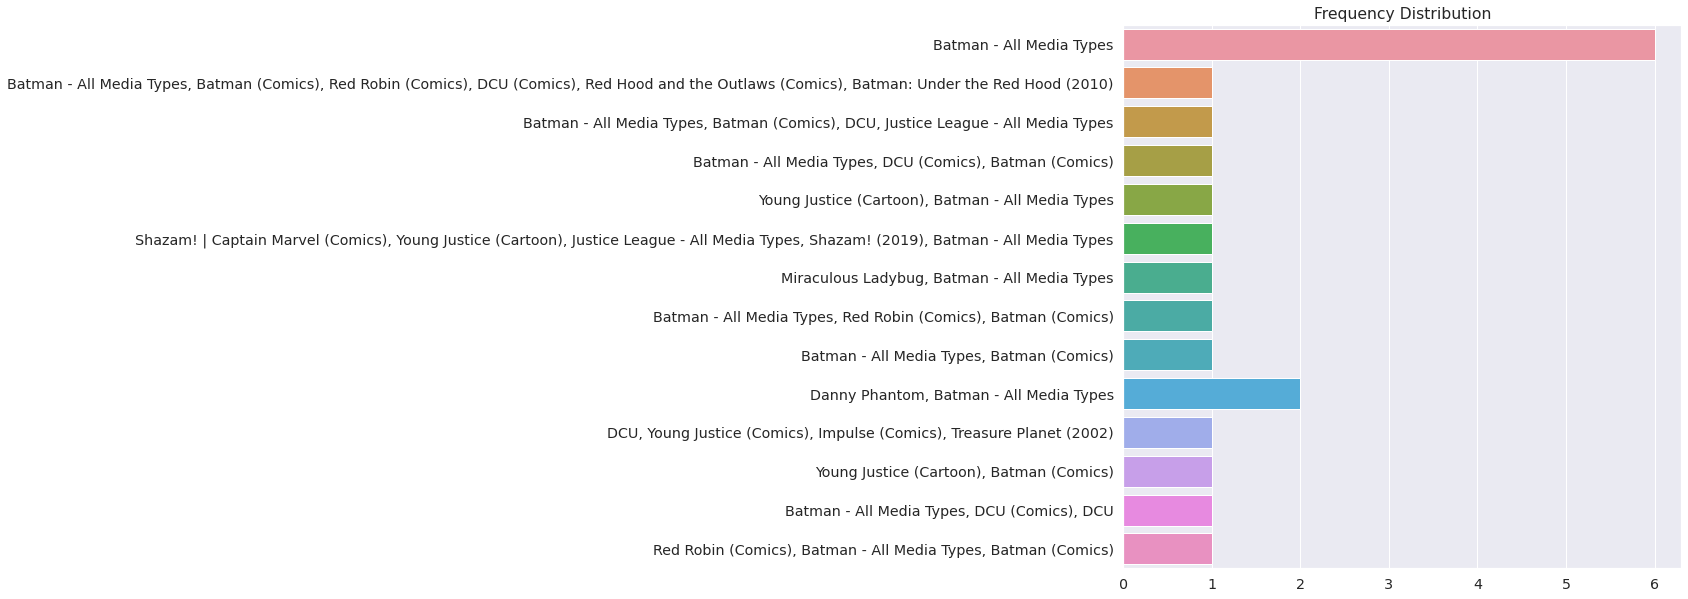 Frequency Distribution
Batman - All Media Types
Batman - All Media Types, Batman (Comics), Red Robin (Comics), DCU (Comics), Red Hood and the Outlaws (Comics), Batman: Under the Red Hood (2010)
Batman - All Media Types, Batman (Comics), DCU, Justice League - All Media Types
Batman - All Media Types, DCU (Comics), Batman (Comics)
Young Justice (Cartoon), Batman - All Media Types
Shazam! | Captain Marvel (Comics), Young Justice (Cartoon), Justice League - All Media Types, Shazam! (2019), Batman - All Media Types
Miraculous Ladybug, Batman - All Media Types
Batman - All Media Types, Red Robin (Comics), Batman (Comics)
Batman - All Media Types, Batman (Comics)
Danny Phantom, Batman - All Media Types
DCU, Young Justice (Comics), Impulse (Comics), Treasure Planet (2002)
Young Justice (Cartoon), Batman (Comics)
Batman - All Media Types, DCU (Comics), DCU
Red Robin (Comics), Batman - All Media Types, Batman (Comics)
0 1 2 3 4 5 6